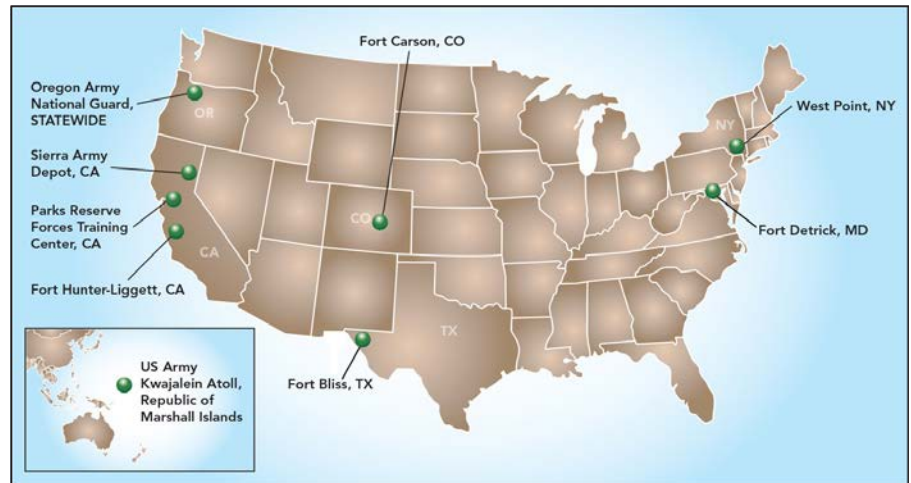 Fort Carson, CO
Oregon Army
National Guard,
STATEWIDE
OR
NY
West Point, NY
Sierra Army
Depot, CA
Parks Reserve
Forces Training
Center, CA
CO
CA
Fort Detrick, MD
Fort Hunter-Liggett, CA
TX
US Army
Kwajalein Atoll,
Republic of
Marshall Islands
Fort Bliss, TX